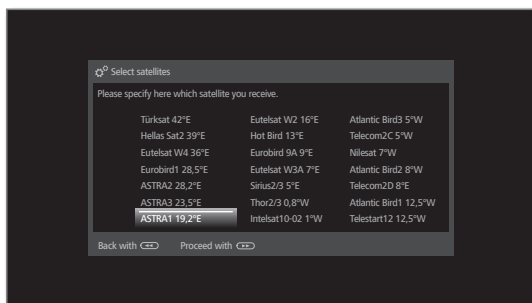 Select satellites
Please specify here which satellite you receive.
Türksat 42°E Eutelsat W2 16°E Atlantic Bird3 5°W
Hellas Sat2 39°E Hot Bird 13°E Telecom2C 5°W
Eutelsat W4 36°E Eurobird 9A 9°E Nilesat 7°W
Eurobird1 28,5°E Eutelsat W3A 7°E Atlantic Bird2 8°W
ASTRA2 28,2°E Sirius2/3 5°E Telecom2D 8°E
ASTRA3 23,5°E Thor2/3 0,8°W Atlantic Bird1 12,5°W
ASTRA1 19,2°E Intelsat10-02 1°W Telestart12 12,5°W
Back with Proceed with